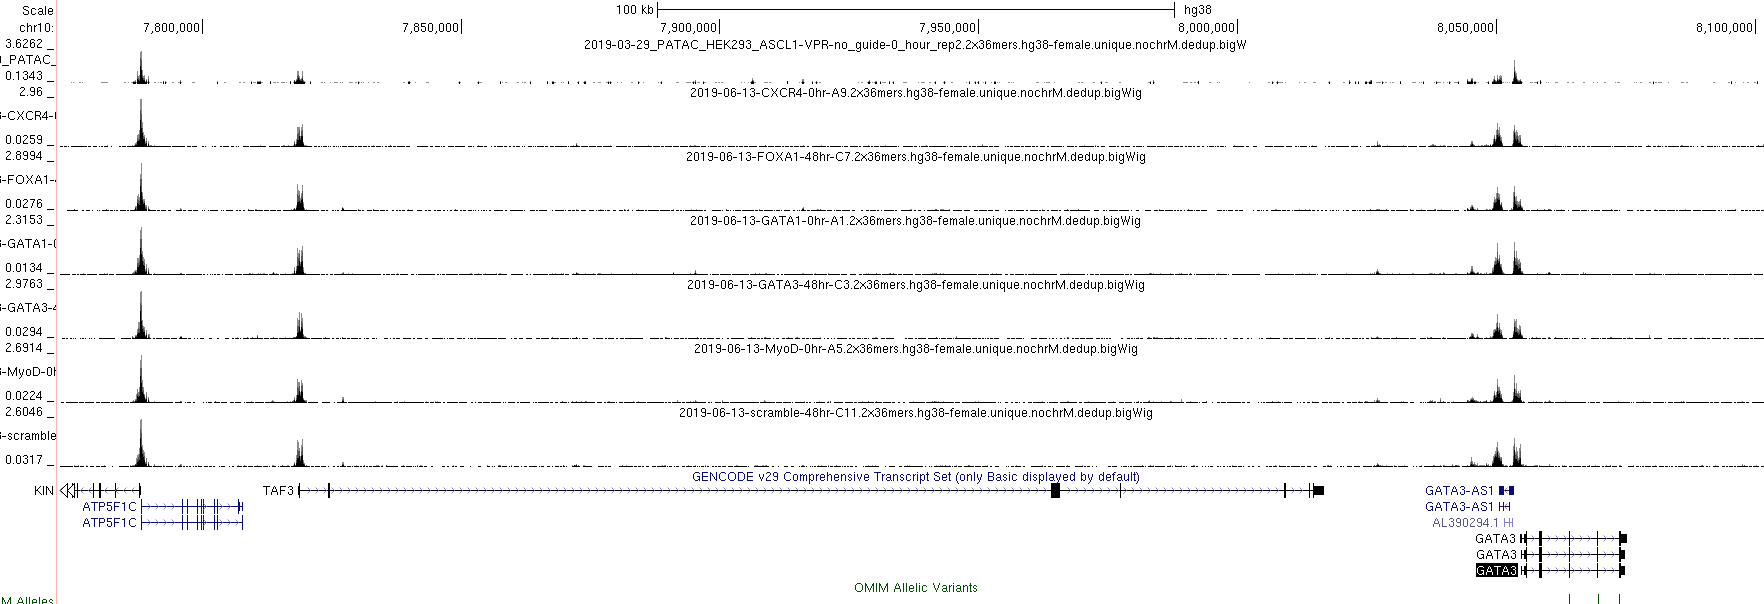 Scale 100 kb hg38
chr10: 7,800,000 7,850,000 7,900,000 7,950,000 8,000,000 8,050,000 8,100,000
3.6262 _ 2019-03-29_PATAC_HEK293_ASCL1-VPR-no_guide-0_hour_rep2.2x36mers.hg38-female.unique.nochrM.dedup.bigW
_PATAC_
0.1343 _
2.96 _ 2019-06-13-CXCR4-0hr-A9.2x36mers.hg38-female.unique.nochrM.dedup.bigWig
-CXCR4-
0.0259 _
2.8994 _ 2019-06-13-FOXA1-48hr-C7.2x36mers.hg38-female.unique.nochrM.dedup.bigWig
-FOXA1-
0.0276 _
2.3153 _ 2019-06-13-GATA1-0hr-A1.2x36mers.hg38-female.unique.nochrM.dedup.bigWig
-GATA1-0
0.0134 _
2.9763 _ 2019-06-13-GATA3-48hr-C3.2x36mers.hg38-female.unique.nochrM.dedup.bigWig
-GATA3-4
0.0294 _
2.6914 _ 2019-06-13-MyoD-0hr-A5.2x36mers.hg38-female.unique.nochrM.dedup.bigWig
-MyoD-0h
0.0224 _
2.6046 _ 2019-06-13-scramble-48hr-C11.2x36mers.hg38-female.unique.nochrM.dedup.bigWig
-scramble
0.0317 _
GENCODE v29 Comprehensive Transcript Set (only Basic displayed by default)
KIN TAF3 GATA3-AS1
ATP5F1C GATA3-AS1
ATP5F1C AL390294.1
GATA3
GATA3
GATA3
OMIM Allelic Variants
M Alleles